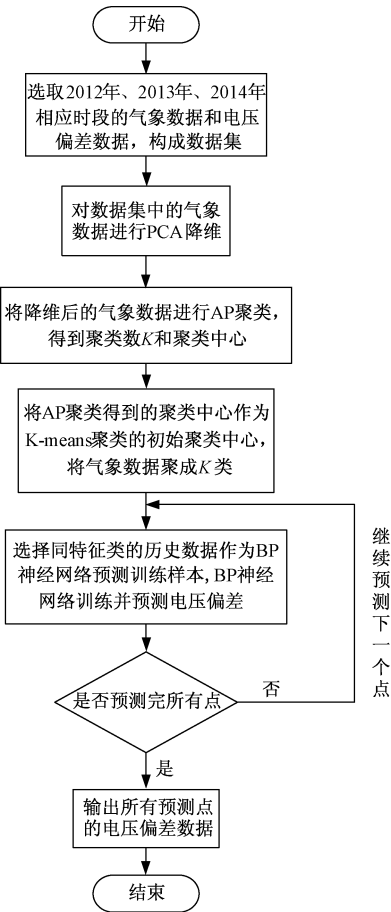 开始
选取2012年、2013年、2014年
相应时段的气象数据和电压
偏差数据，构成数据集
对数据集中的气象
数据进行PCA降维
将降维后的气象数据进行AP聚类，
得到聚类数K和聚类中心
将AP聚类得到的聚类中心作为
K-means聚类的初始聚类中心，
将气象数据聚成K类
选择同特征类的历史数据作为BP
神经网络预测训练样本,BP神经
网络训练并预测电压偏差
继续预测下一个点
是否预测完所有点
否
是
输出所有预测点
的电压偏差数据
结束